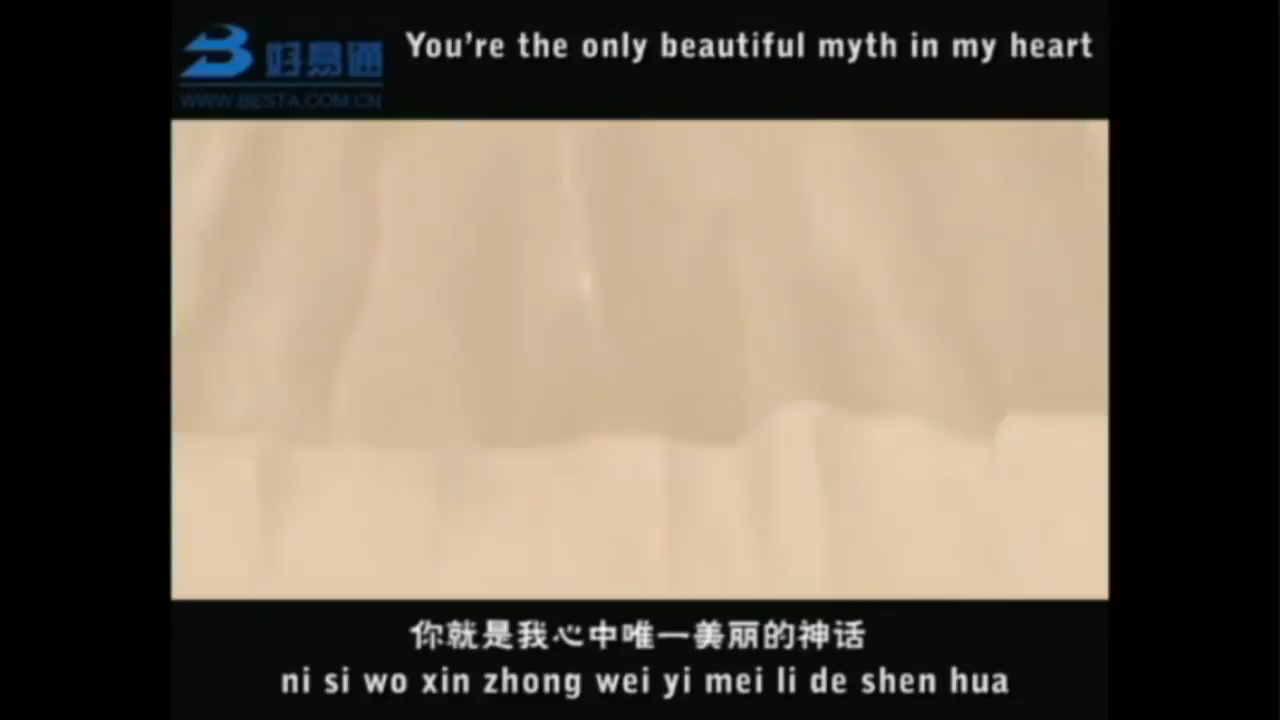 You're the only beautiful myth in my heart
好易通
WWW.BESTA.COM.CN
你就是我心中唯一美丽的神话
ni si wo xin zhong wei yi mei li de shen hua